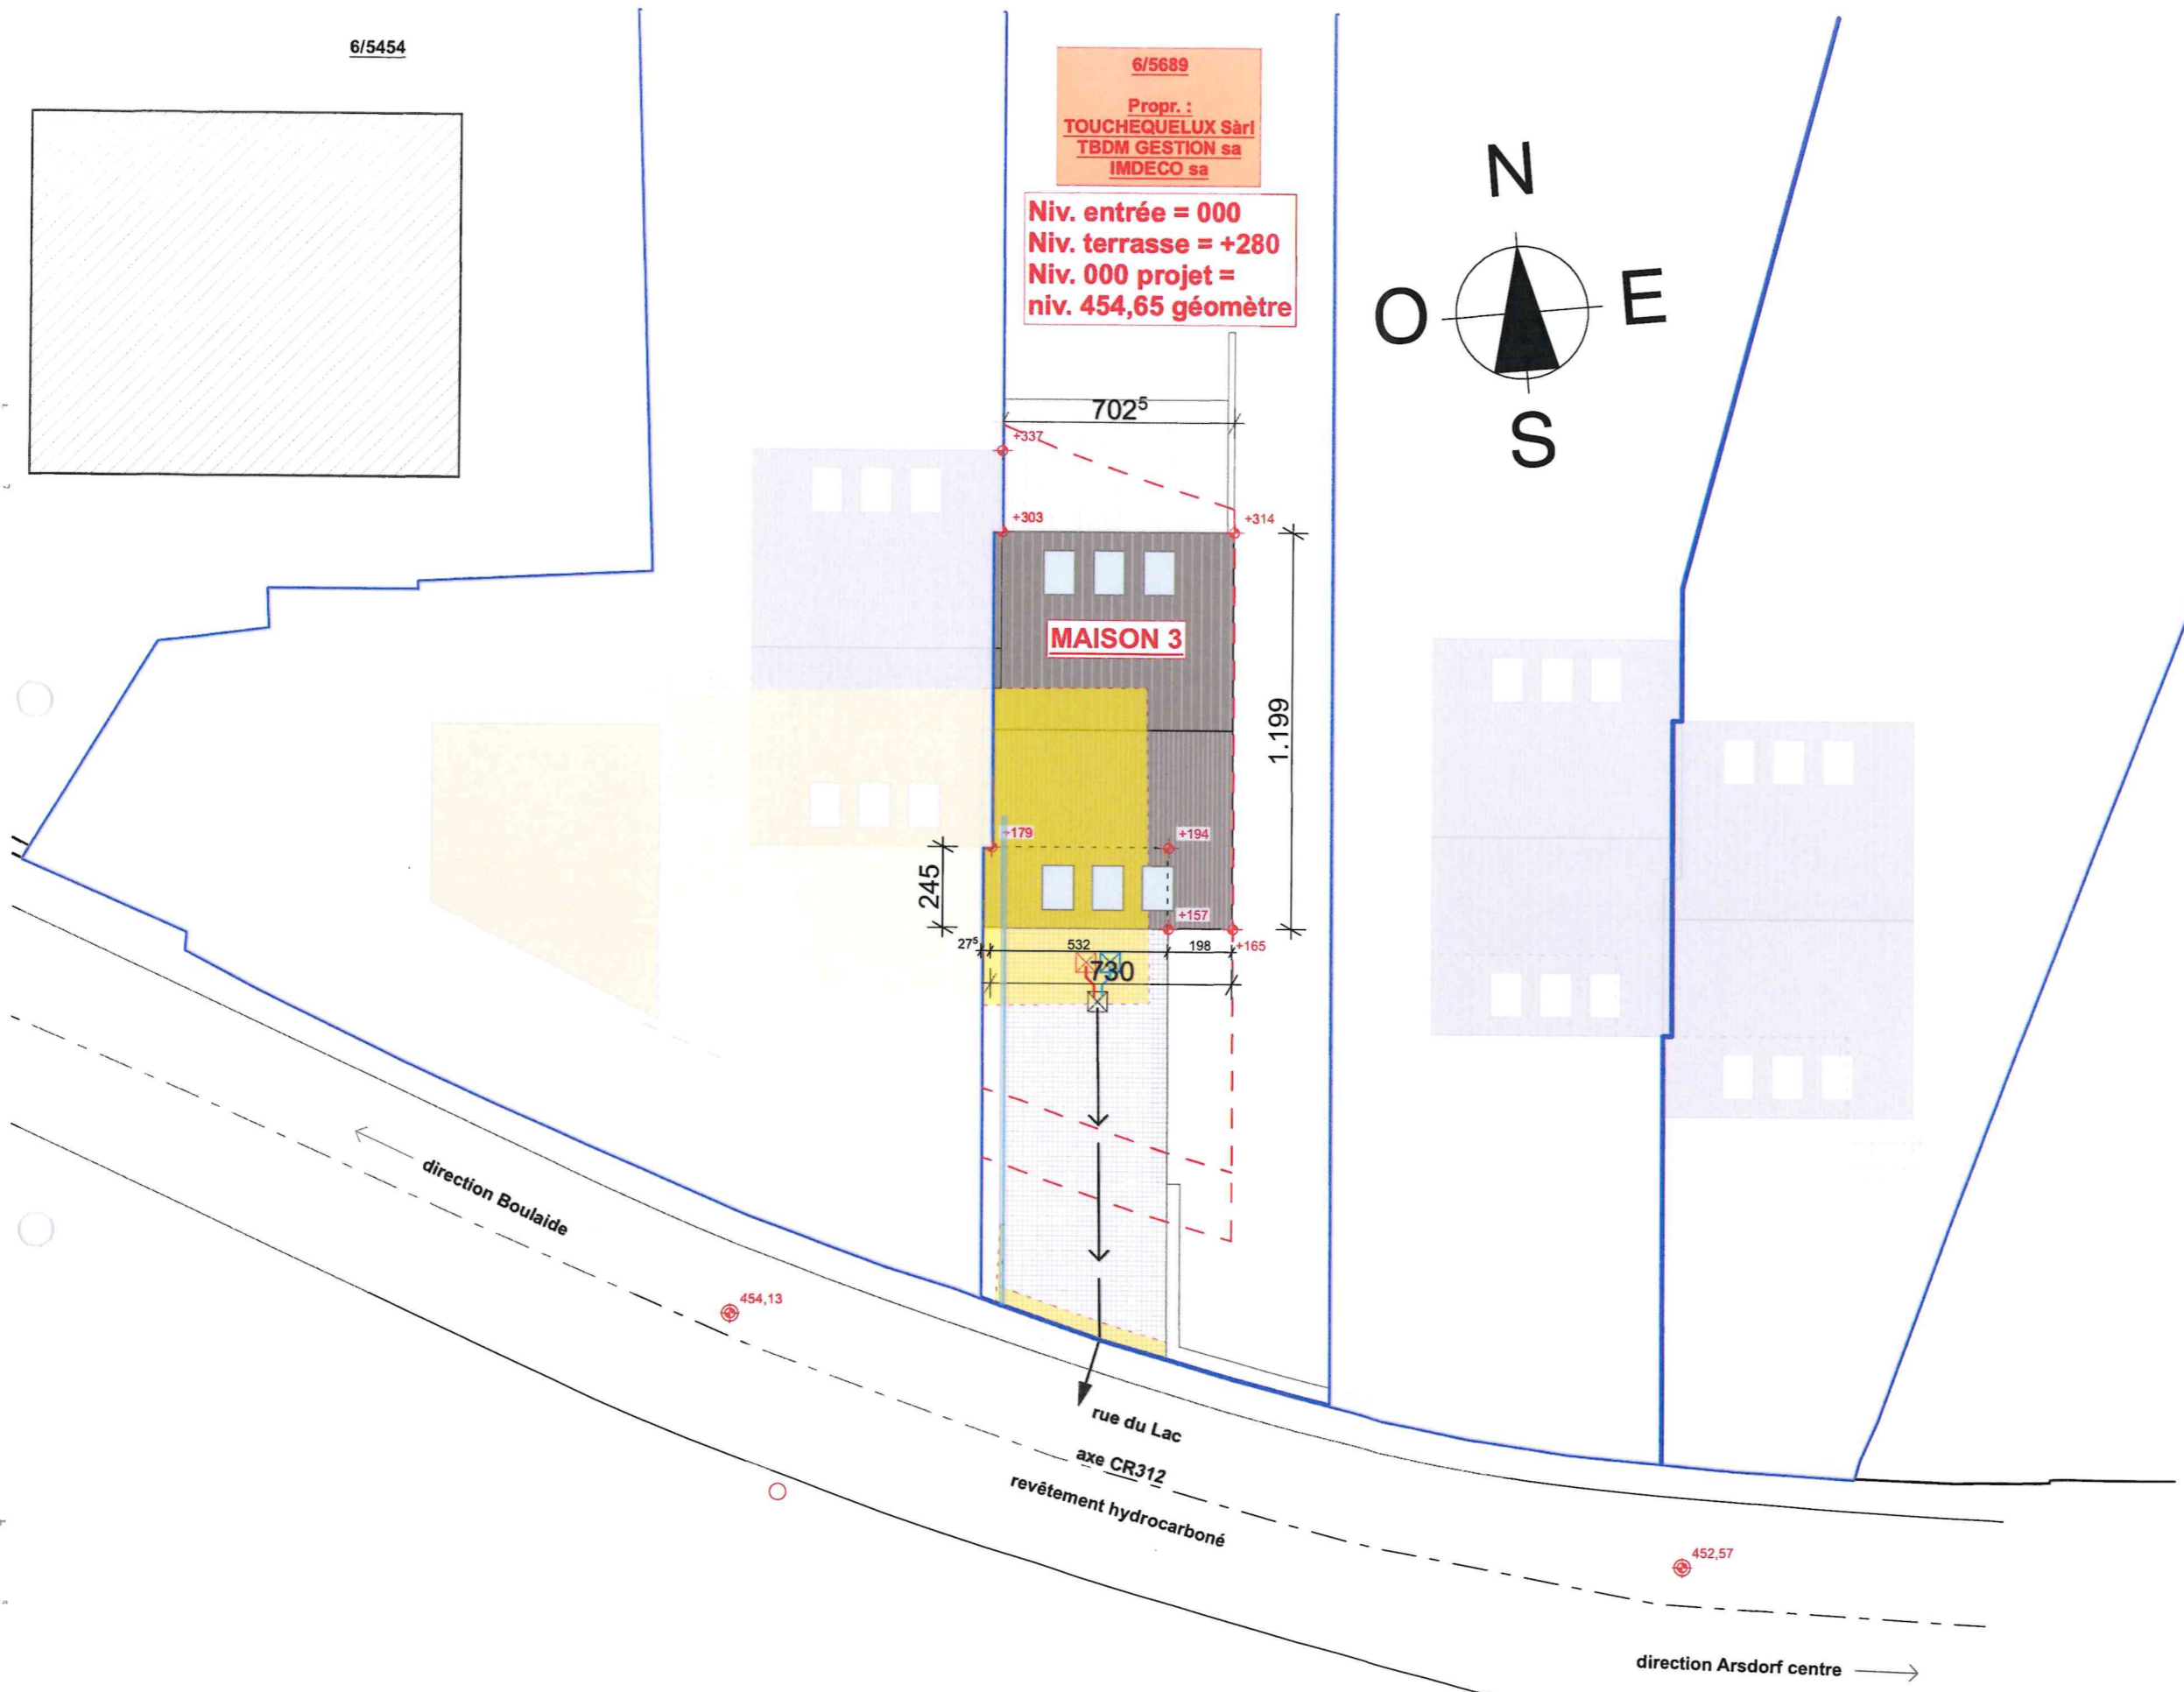 6/5454
6/5689
Propr. :
TOUCHEQUELUX Sàrl
TBDM GESTION sa
IMDECO sa
Niv. entrée = 000
Niv. terrasse = +280
Niv. 000 projet =
niv. 454,65 géomètre
N
O
E
S
702⁵
+337
+303
+314
MAISON 3
1.199
+179
+194
245
+157
27⁵
532
198
+165
730
direction Boulaide
454,13
rue du Lac
axe CR312
revêtement hydrocarboné
452,57
direction Arsdorf centre